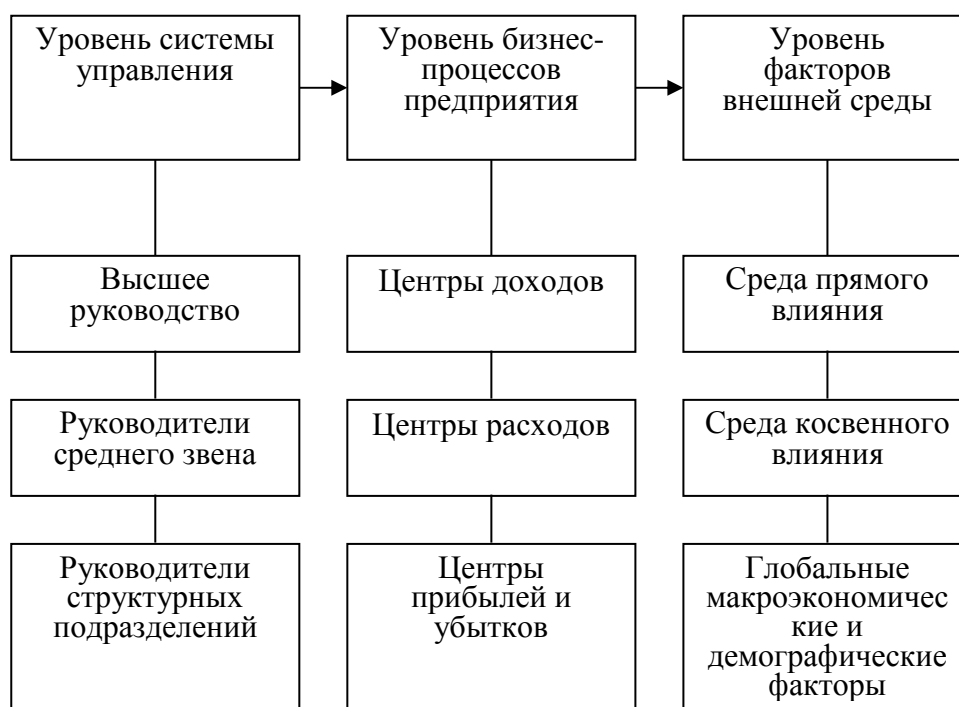 Уровень системы
управления
Уровень бизнес-
процессов
предприятия
Уровень
факторов
внешней среды
Высшее
руководство
Центры доходов
Среда прямого
влияния
Руководители
среднего звена
Центры расходов
Среда косвенного
влияния
Руководители
структурных
подразделений
Центры
прибылей и
убытков
Глобальные
макроэкономичес
кие и
демографические
факторы